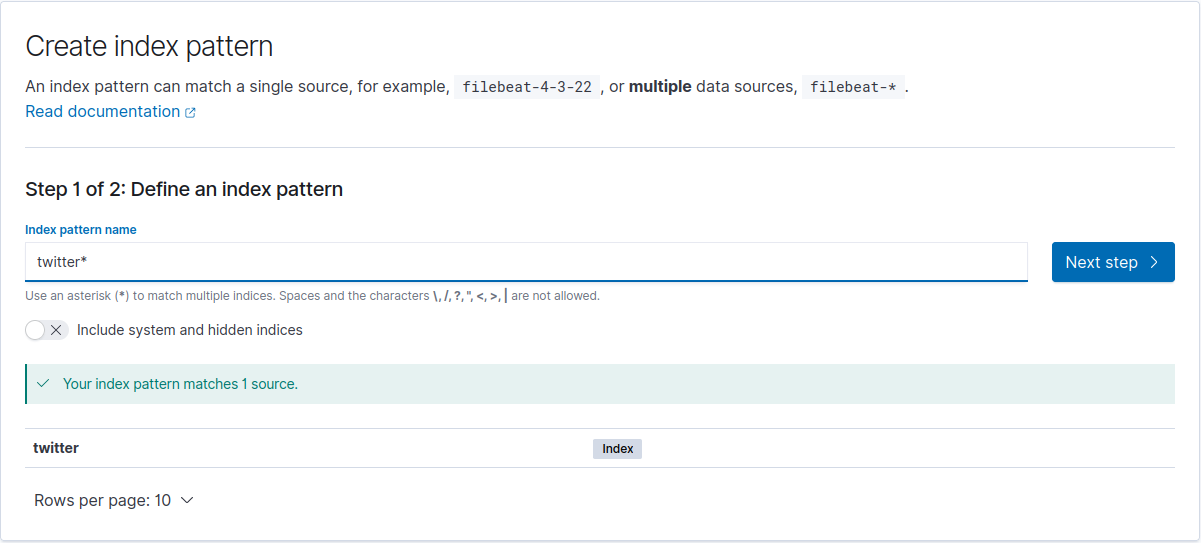 Create index pattern
An index pattern can match a single source, for example, filebeat-4-3-22 , or multiple data sources, filebeat-* .
Read documentation
Step 1 of 2: Define an index pattern
Index pattern name
twitter*
Next step
Use an asterisk (*) to match multiple indices. Spaces and the characters \, /, ?, ", <, >, | are not allowed.
Include system and hidden indices
Your index pattern matches 1 source.
twitter Index
Rows per page: 10